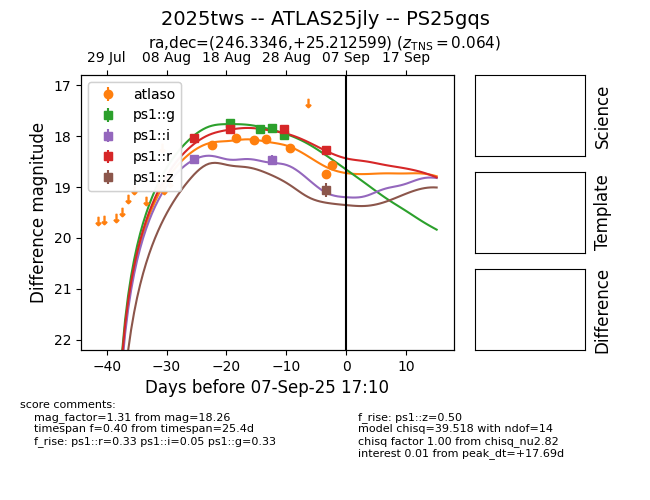 2025tws -- ATLAS25jly -- PS25gqs
ra,dec=(246.3346,+25.212599) (z_TNS = 0.064)
29 Jul 08 Aug 18 Aug 28 Aug 07 Sep 17 Sep
17
18
19
20
21
22
Difference magnitude
atlaso
ps1::g
ps1::i
ps1::r
ps1::z
−40 −30 −20 −10 0 10
Days before 07-Sep-25 17:10
Science
Template
Difference
score comments:
mag_factor=1.31 from mag=18.26
timespan f=0.40 from timespan=25.4d
f_rise: ps1::r=0.33 ps1::i=0.05 ps1::g=0.33
f_rise: ps1::z=0.50
model chisq=39.518 with ndof=14
chisq factor 1.00 from chisq_nu2.82
interest 0.01 from peak_dt=+17.69d